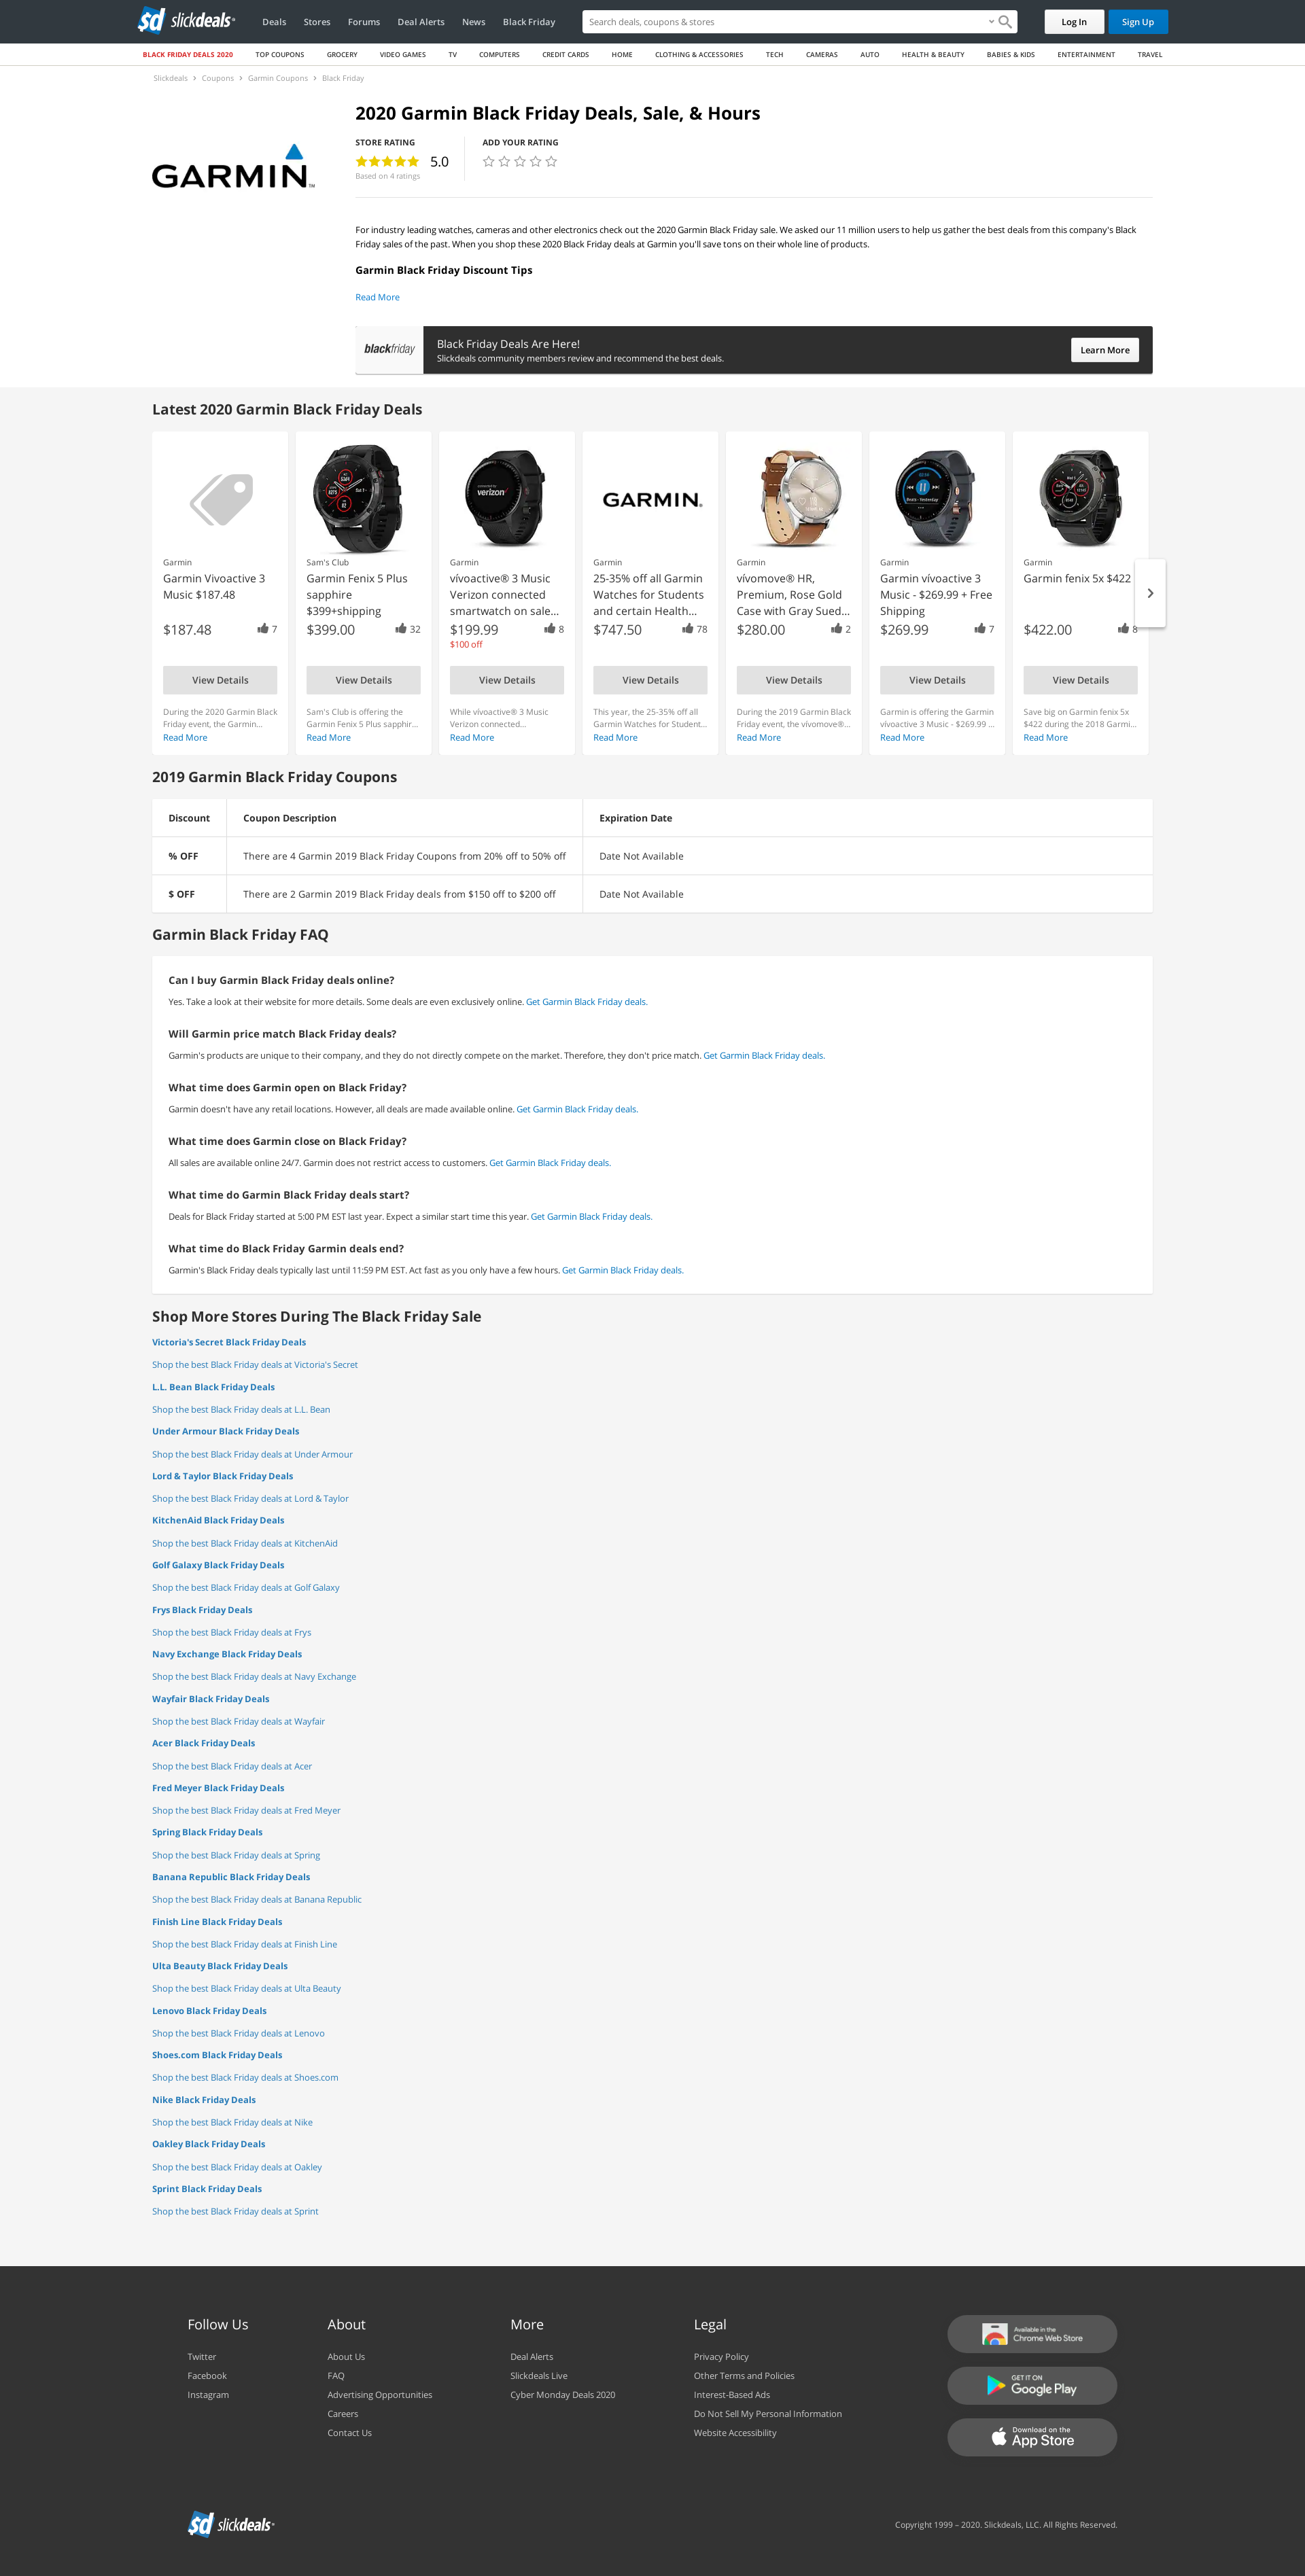 slickdeals
Deals Stores Forums Deal Alerts News Black Friday
Search deals, coupons & stores
Log In
Sign Up
BLACK FRIDAY DEALS 2020 TOP COUPONS GROCERY VIDEO GAMES TV COMPUTERS CREDIT CARDS HOME CLOTHING & ACCESSORIES TECH CAMERAS AUTO HEALTH & BEAUTY BABIES & KIDS ENTERTAINMENT TRAVEL
Slickdeals > Coupons > Garmin Coupons > Black Friday
GARMIN™
2020 Garmin Black Friday Deals, Sale, & Hours
STORE RATING
5.0
Based on 4 ratings
ADD YOUR RATING
For industry leading watches, cameras and other electronics check out the 2020 Garmin Black Friday sale. We asked our 11 million users to help us gather the best deals from this company's Black
Friday sales of the past. When you shop these 2020 Black Friday deals at Garmin you'll save tons on their whole line of products.
Garmin Black Friday Discount Tips
Read More
blackfriday
Black Friday Deals Are Here!
Slickdeals community members review and recommend the best deals.
Learn More
Latest 2020 Garmin Black Friday Deals
Garmin
Garmin Vivoactive 3
Music $187.48
$187.48 7
View Details
During the 2020 Garmin Black
Friday event, the Garmin...
Read More
Sam's Club
Garmin Fenix 5 Plus
sapphire
$399+shipping
$399.00 32
View Details
Sam's Club is offering the
Garmin Fenix 5 Plus sapphir...
Read More
verizon
Garmin
vívoactive® 3 Music
Verizon connected
smartwatch on sale...
$199.99 8
$100 off
View Details
While vívoactive® 3 Music
Verizon connected...
Read More
GARMIN
Garmin
25-35% off all Garmin
Watches for Students
and certain Health...
$747.50 78
View Details
This year, the 25-35% off all
Garmin Watches for Student...
Read More
Garmin
vívomove® HR,
Premium, Rose Gold
Case with Gray Sued...
$280.00 2
View Details
During the 2019 Garmin Black
Friday event, the vívomove®...
Read More
Garmin
Garmin vívoactive 3
Music - $269.99 + Free
Shipping
$269.99 7
View Details
Garmin is offering the Garmin
vívoactive 3 Music - $269.99 ...
Read More
Garmin
Garmin fenix 5x $422
$422.00 8
View Details
Save big on Garmin fenix 5x
$422 during the 2018 Garmi...
Read More
2019 Garmin Black Friday Coupons
Discount Coupon Description Expiration Date
% OFF There are 4 Garmin 2019 Black Friday Coupons from 20% off to 50% off Date Not Available
$ OFF There are 2 Garmin 2019 Black Friday deals from $150 off to $200 off Date Not Available
Garmin Black Friday FAQ
Can I buy Garmin Black Friday deals online?
Yes. Take a look at their website for more details. Some deals are even exclusively online. Get Garmin Black Friday deals.
Will Garmin price match Black Friday deals?
Garmin's products are unique to their company, and they do not directly compete on the market. Therefore, they don't price match. Get Garmin Black Friday deals.
What time does Garmin open on Black Friday?
Garmin doesn't have any retail locations. However, all deals are made available online. Get Garmin Black Friday deals.
What time does Garmin close on Black Friday?
All sales are available online 24/7. Garmin does not restrict access to customers. Get Garmin Black Friday deals.
What time do Garmin Black Friday deals start?
Deals for Black Friday started at 5:00 PM EST last year. Expect a similar start time this year. Get Garmin Black Friday deals.
What time do Black Friday Garmin deals end?
Garmin's Black Friday deals typically last until 11:59 PM EST. Act fast as you only have a few hours. Get Garmin Black Friday deals.
Shop More Stores During The Black Friday Sale
Victoria's Secret Black Friday Deals
Shop the best Black Friday deals at Victoria's Secret
L.L. Bean Black Friday Deals
Shop the best Black Friday deals at L.L. Bean
Under Armour Black Friday Deals
Shop the best Black Friday deals at Under Armour
Lord & Taylor Black Friday Deals
Shop the best Black Friday deals at Lord & Taylor
KitchenAid Black Friday Deals
Shop the best Black Friday deals at KitchenAid
Golf Galaxy Black Friday Deals
Shop the best Black Friday deals at Golf Galaxy
Frys Black Friday Deals
Shop the best Black Friday deals at Frys
Navy Exchange Black Friday Deals
Shop the best Black Friday deals at Navy Exchange
Wayfair Black Friday Deals
Shop the best Black Friday deals at Wayfair
Acer Black Friday Deals
Shop the best Black Friday deals at Acer
Fred Meyer Black Friday Deals
Shop the best Black Friday deals at Fred Meyer
Spring Black Friday Deals
Shop the best Black Friday deals at Spring
Banana Republic Black Friday Deals
Shop the best Black Friday deals at Banana Republic
Finish Line Black Friday Deals
Shop the best Black Friday deals at Finish Line
Ulta Beauty Black Friday Deals
Shop the best Black Friday deals at Ulta Beauty
Lenovo Black Friday Deals
Shop the best Black Friday deals at Lenovo
Shoes.com Black Friday Deals
Shop the best Black Friday deals at Shoes.com
Nike Black Friday Deals
Shop the best Black Friday deals at Nike
Oakley Black Friday Deals
Shop the best Black Friday deals at Oakley
Sprint Black Friday Deals
Shop the best Black Friday deals at Sprint
Follow Us
Twitter
Facebook
Instagram
About
About Us
FAQ
Advertising Opportunities
Careers
Contact Us
More
Deal Alerts
Slickdeals Live
Cyber Monday Deals 2020
Legal
Privacy Policy
Other Terms and Policies
Interest-Based Ads
Do Not Sell My Personal Information
Website Accessibility
Available in the
Chrome Web Store
GET IT ON
Google Play
Download on the
App Store
slickdeals
Copyright 1999 – 2020. Slickdeals, LLC. All Rights Reserved.